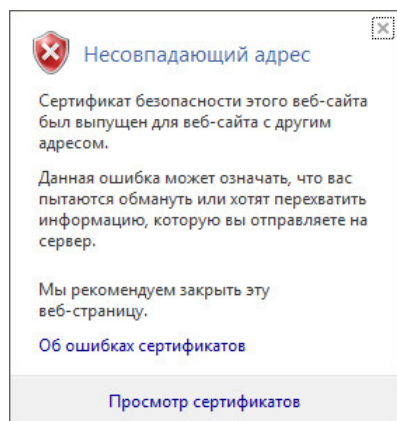 Несовпадающий адрес
Сертификат безопасности этого веб-сайта
был выпущен для веб-сайта с другим
адресом.
Данная ошибка может означать, что вас
пытаются обмануть или хотят перехватить
информацию, которую вы отправляете на
сервер.
Мы рекомендуем закрыть эту
веб-страницу.
Об ошибках сертификатов
Просмотр сертификатов